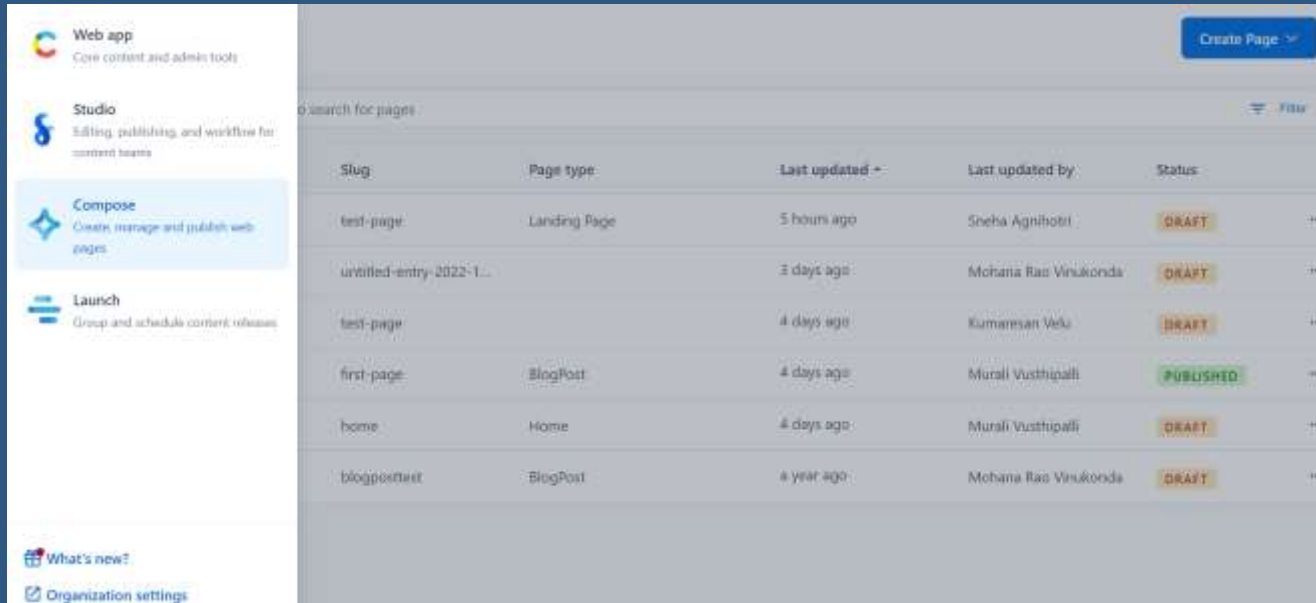 Web app
Core content and admin tools
Studio
Editing, publishing, and workflow for
content teams
Compose
Create, manage and publish web
pages
Launch
Group and schedule content releases
What's new?
Organization settings
Create Page
o search for pages
Filter
Slug Page type Last updated Last updated by Status
test-page Landing Page 5 hours ago Sneha Agnihotri DRAFT
untitled-entry-2022-1... 3 days ago Mohana Rao Vinukonda DRAFT
test-page 4 days ago Kumaresan Velu DRAFT
first-page BlogPost 4 days ago Murali Vusthipalli PUBLISHED
home Home 4 days ago Murali Vusthipalli DRAFT
blogposttest BlogPost a year ago Mohana Rao Vinukonda DRAFT